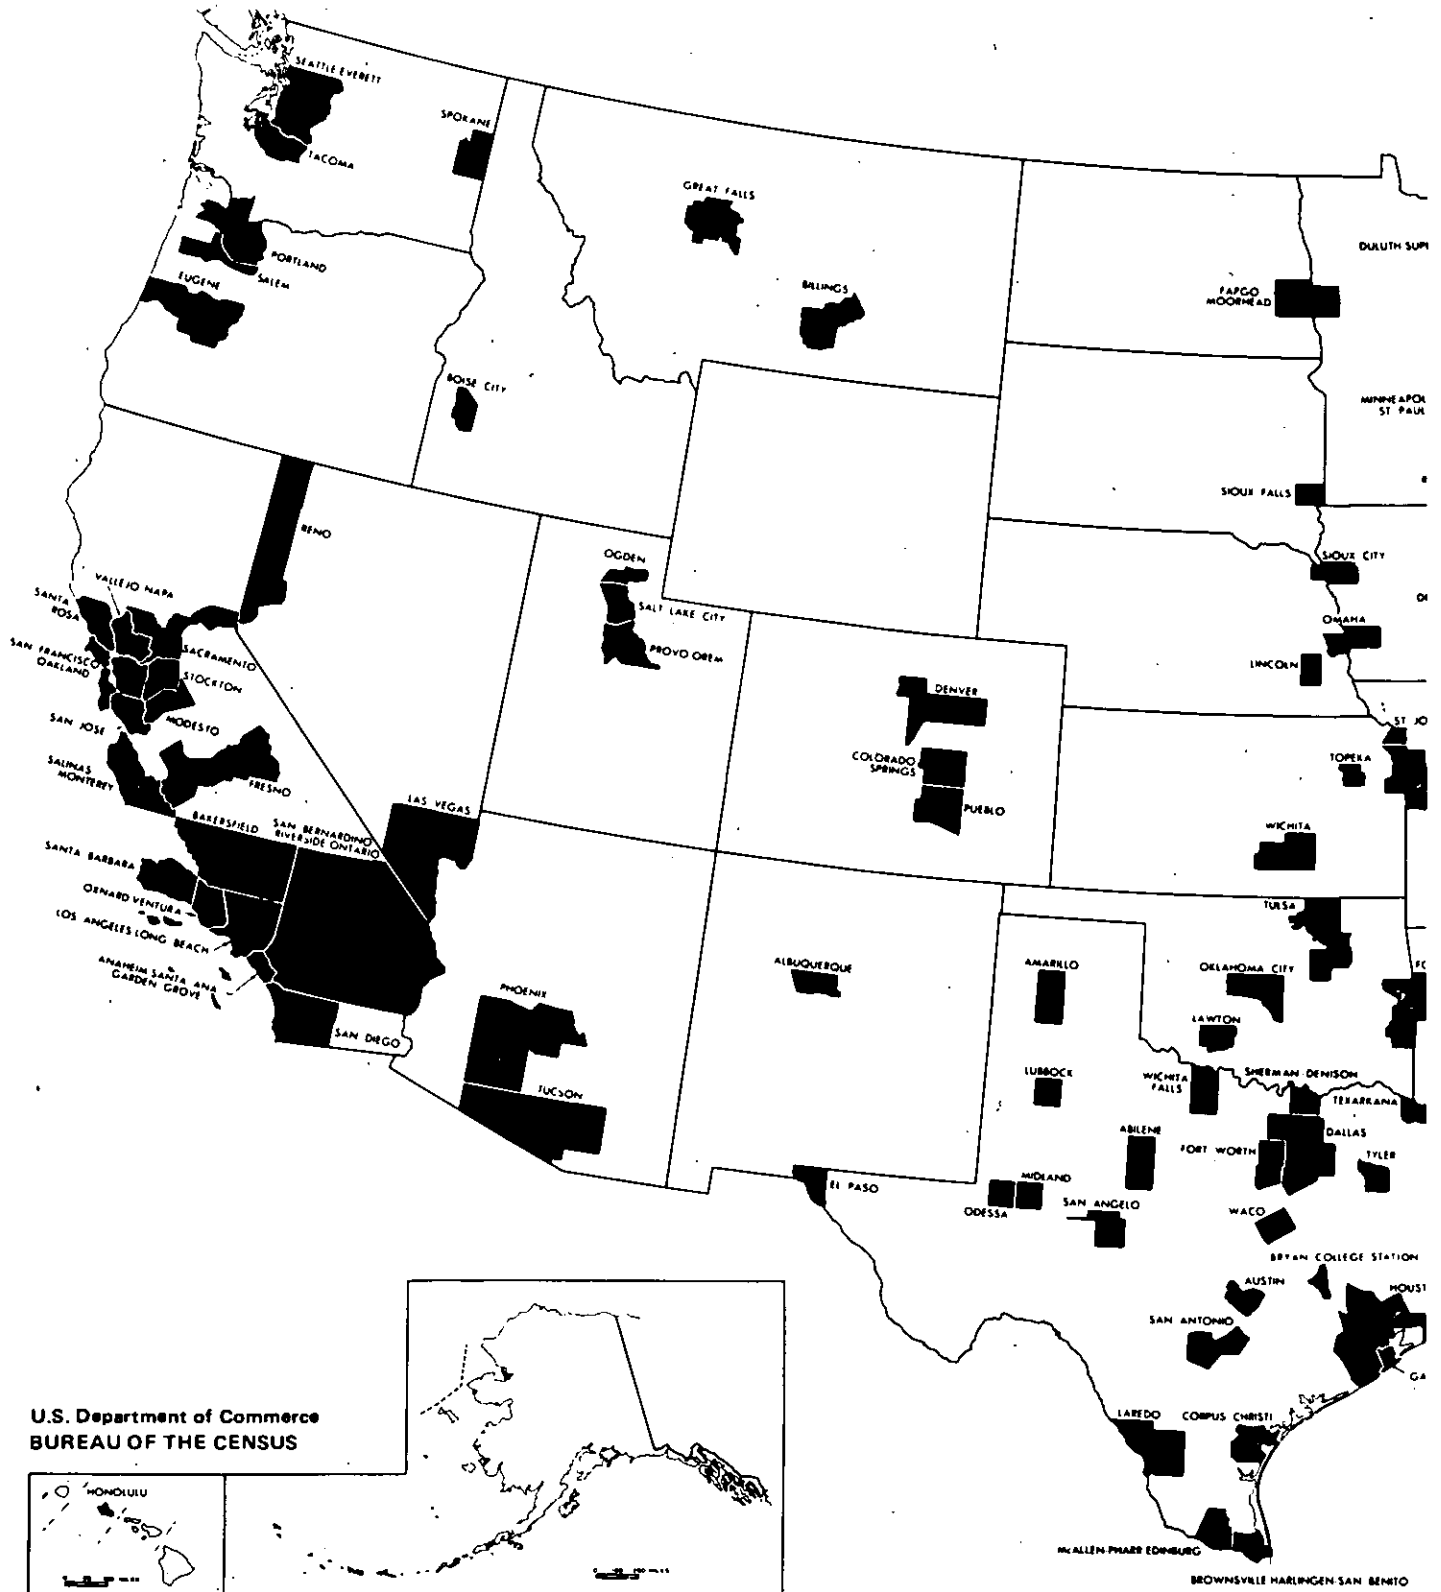 SEATTLE EVERETT
SPOKANE
TACOMA
GREAT FALLS
DULUTH SUP
PORTLAND
SALEM
EUGENE
BILLINGS
FARGO
MOORHEAD
BOISE CITY
MINNEAPOL
ST PAUL
SIOUX FALLS
RENO
SIOUX CITY
OGDEN
VALLEJO NAPA
SANTA
ROSA
SALT LAKE CITY
OMAHA
SAN FRANCISCO
OAKLAND
SACRAMENTO
PROVO OREM
LINCOLN
STOCKTON
DENVER
SAN JOSE
MODESTO
ST JO
COLORADO
SPRINGS
TOPEKA
SALINAS
MONTEREY
FRESNO
PUEBLO
LAS VEGAS
BAKERSFIELD
SAN BERNARDINO
RIVERSIDE ONTARIO
WICHITA
SANTA BARBARA
OXNARD VENTURA
TULSA
LOS ANGELES LONG BEACH
ANAHEIM SANTA ANA
GARDEN GROVE
ALBUQUERQUE
AMARILLO
OKLAHOMA CITY
FO
PHOENIX
LAWTON
SAN DIEGO
LUBBOCK
WICHITA
FALLS
SHERMAN-DENISON
TUCSON
TEXARKANA
ABILENE
DALLAS
FORT WORTH
TYLER
EL PASO
MIDLAND
ODESSA
SAN ANGELO
WACO
BRYAN COLLEGE STATION
AUSTIN
HOUST
SAN ANTONIO
GA
U.S. Department of Commerce
BUREAU OF THE CENSUS
LAREDO
CORPUS CHRISTI
HONOLULU
McALLEN-PHARR EDINBURG
BROWNSVILLE HARLINGEN-SAN BENITO